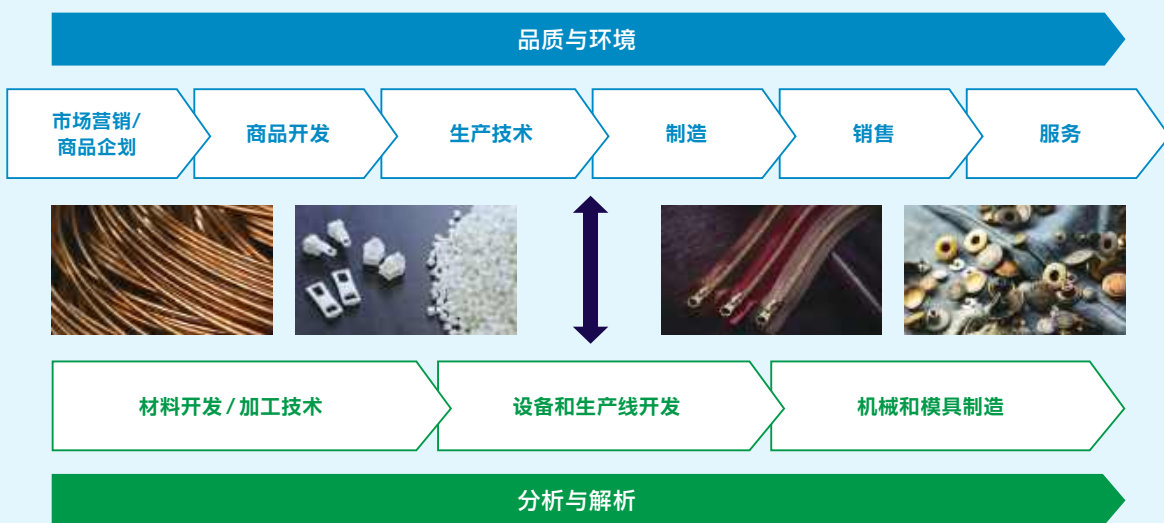 品质与环境
市场营销/
商品企划
商品开发
生产技术
制造
销售
服务
材料开发/加工技术
设备和生产线开发
机械和模具制造
分析与解析